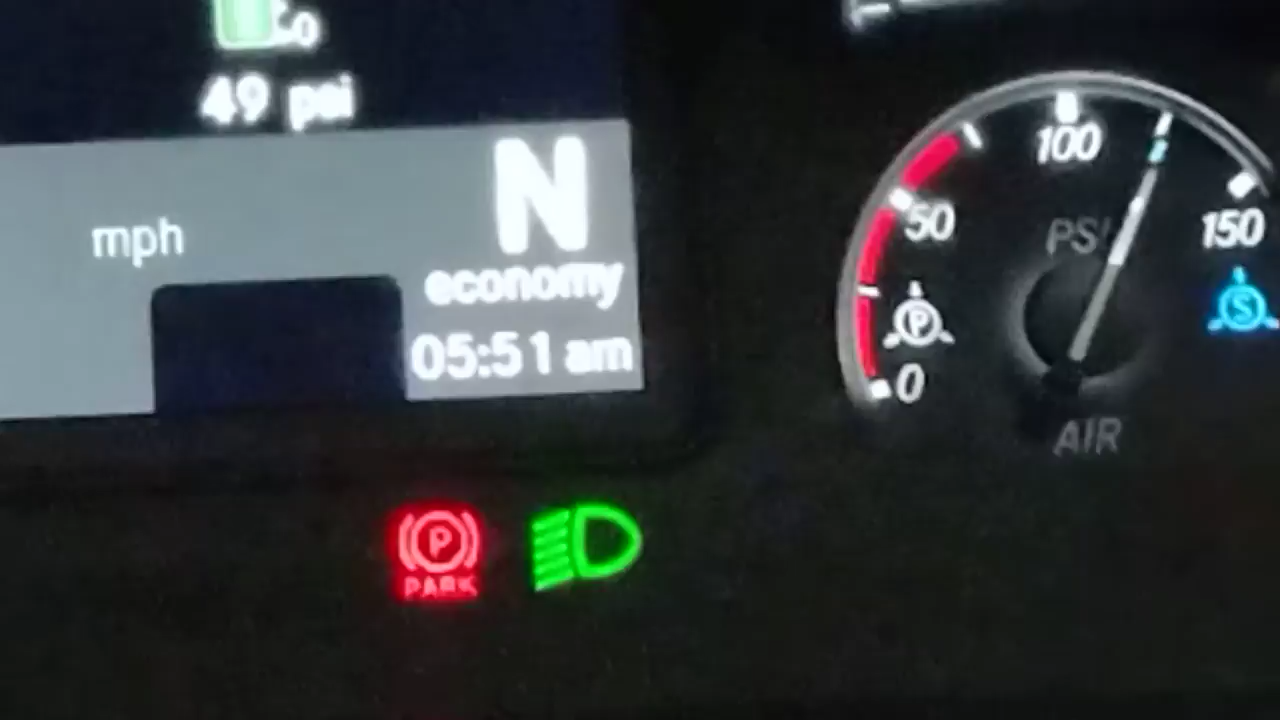 49 psi
N
mph
economy
05:51 am
100
50
150
PSI
P
S
0
AIR
P
PARK